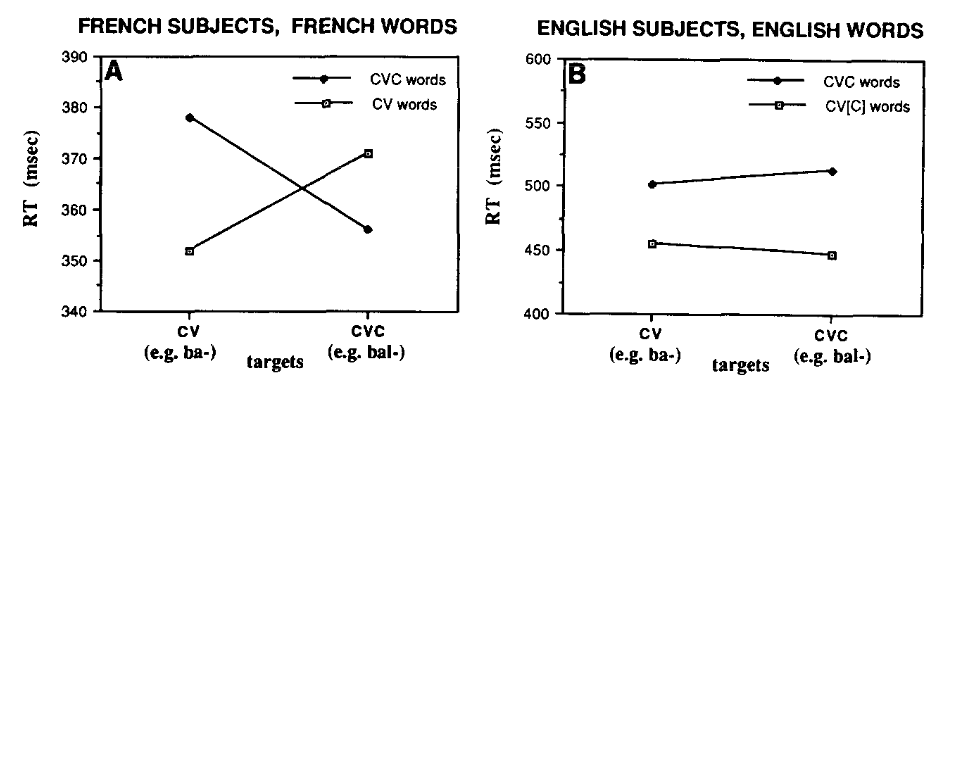 FRENCH SUBJECTS, FRENCH WORDS
A
CVC words
CV words
390
380
370
360
350
340
RT (msec)
CV
(e.g. ba-)
targets
CVC
(e.g. bal-)
ENGLISH SUBJECTS, ENGLISH WORDS
B
CVC words
CV[C] words
600
550
500
450
400
RT (msec)
CV
(e.g. ba-)
targets
CVC
(e.g. bal-)